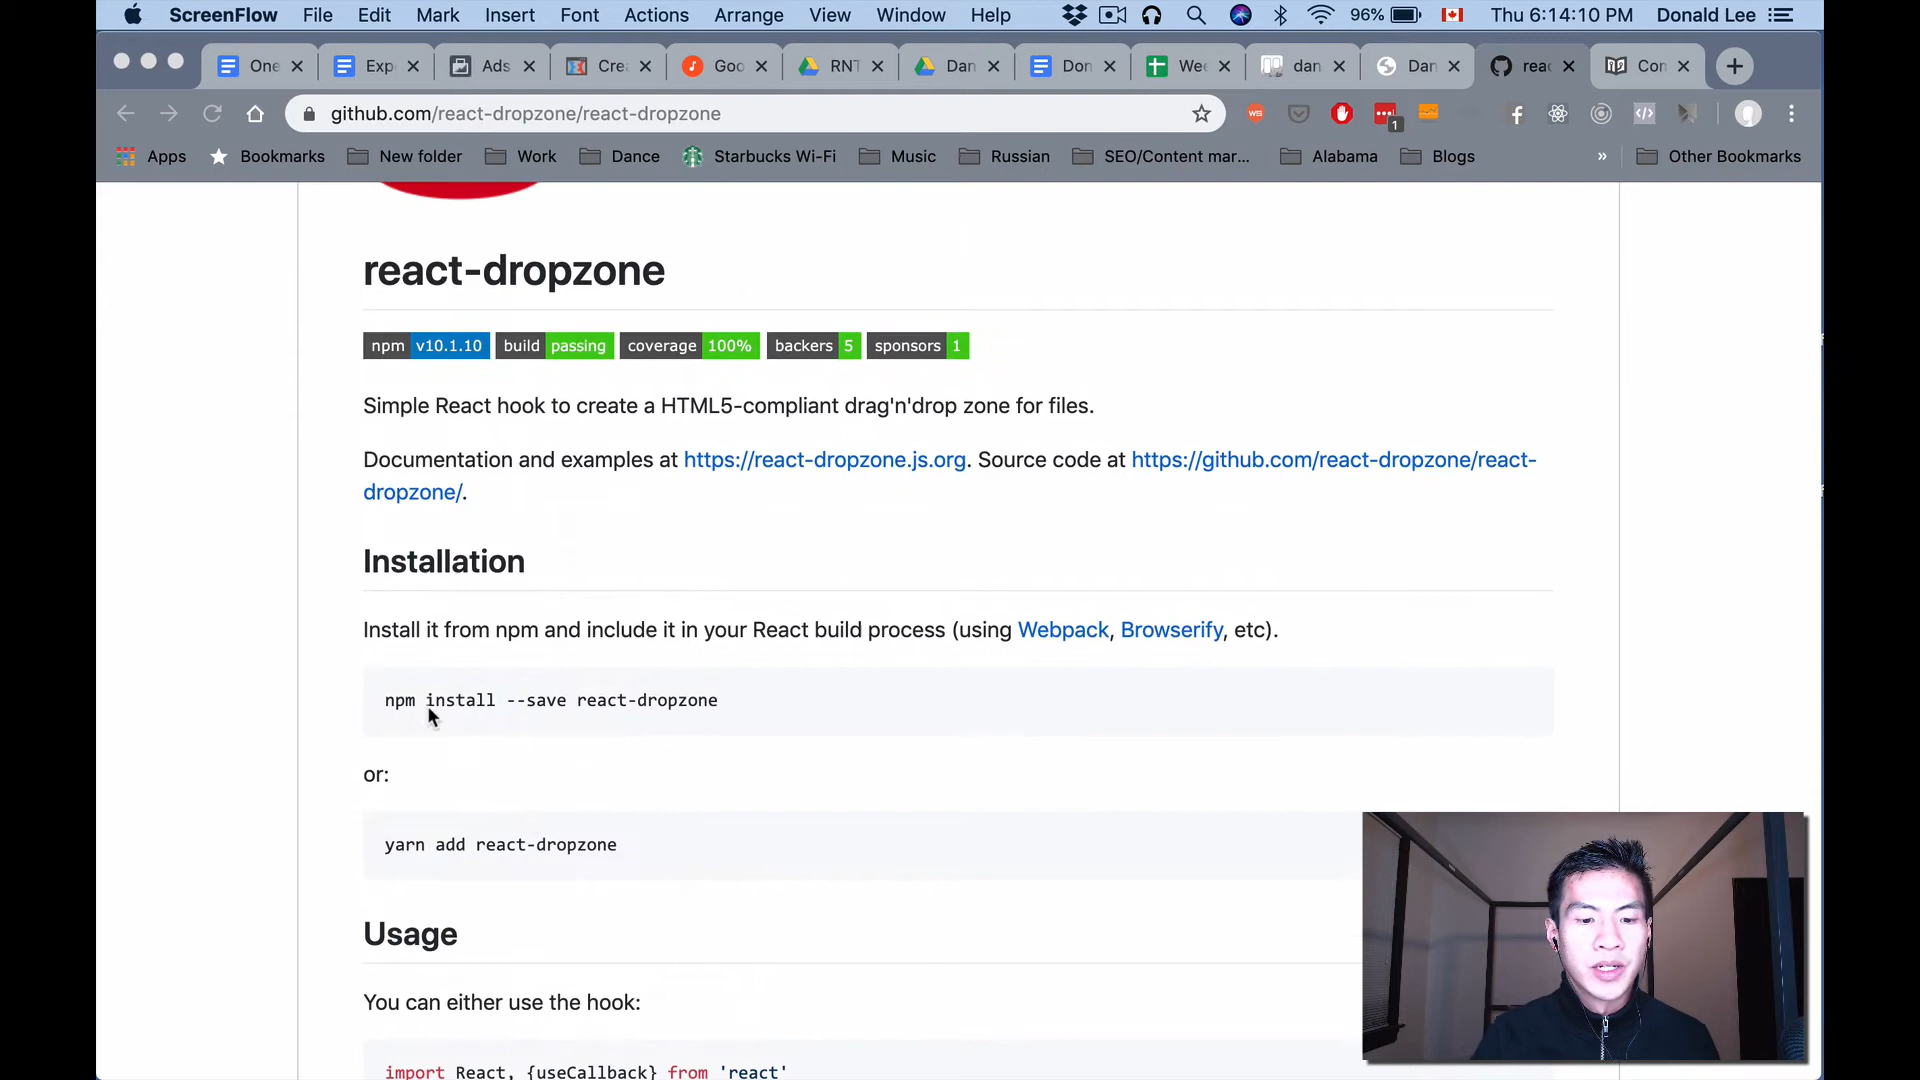 ScreenFlow File Edit Mark Insert Font Actions Arrange View Window Help 96% Thu 6:14:10 PM Donald Lee
One Exp Ads Crea Goo RNT Dan Don Wee dan Dan reac Con
github.com/react-dropzone/react-dropzone
1
Apps Bookmarks New folder Work Dance Starbucks Wi-Fi Music Russian SEO/Content mar... Alabama Blogs » Other Bookmarks
react-dropzone
npm v10.1.10 build passing coverage 100% backers 5 sponsors 1
Simple React hook to create a HTML5-compliant drag'n'drop zone for files.
Documentation and examples at https://react-dropzone.js.org. Source code at https://github.com/react-dropzone/react-
dropzone/.
Installation
Install it from npm and include it in your React build process (using Webpack, Browserify, etc).
npm install --save react-dropzone
or:
yarn add react-dropzone
Usage
You can either use the hook:
import React, {useCallback} from 'react'